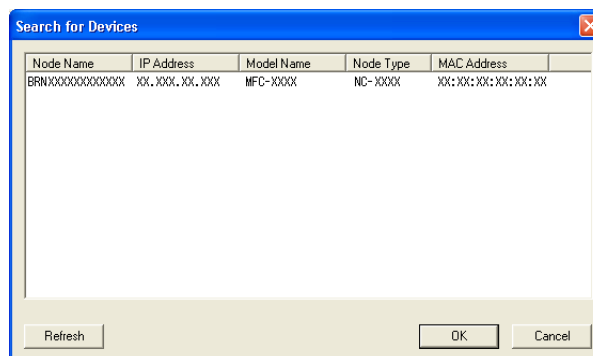 Search for Devices
Node Name IP Address Model Name Node Type MAC Address
BRNXXXXXXXXXXXX XX.XXX.XX.XXX MFC-XXXX NC-XXXX XX:XX:XX:XX:XX:XX
Refresh OK Cancel